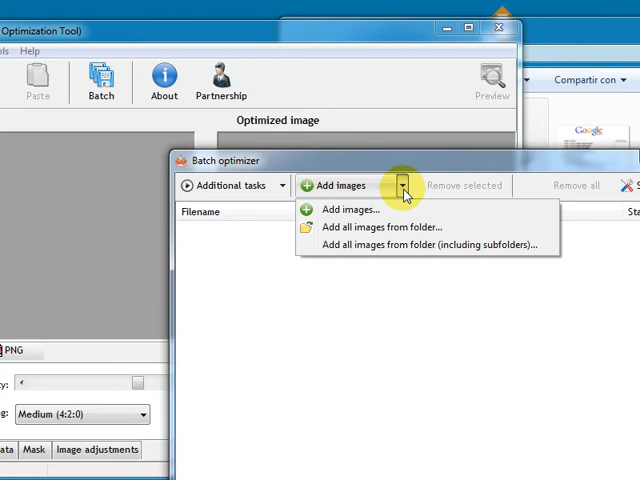 Optimization Tool)
Help
Paste
Batch
About
Partnership
Preview
Compartir con
Google
Optimized image
Batch optimizer
Additional tasks
Add images
Remove selected
Remove all
Filename
Add images...
Add all images from folder...
Add all images from folder (including subfolders)...
PNG
Medium (4:2:0)
Mask
Image adjustments